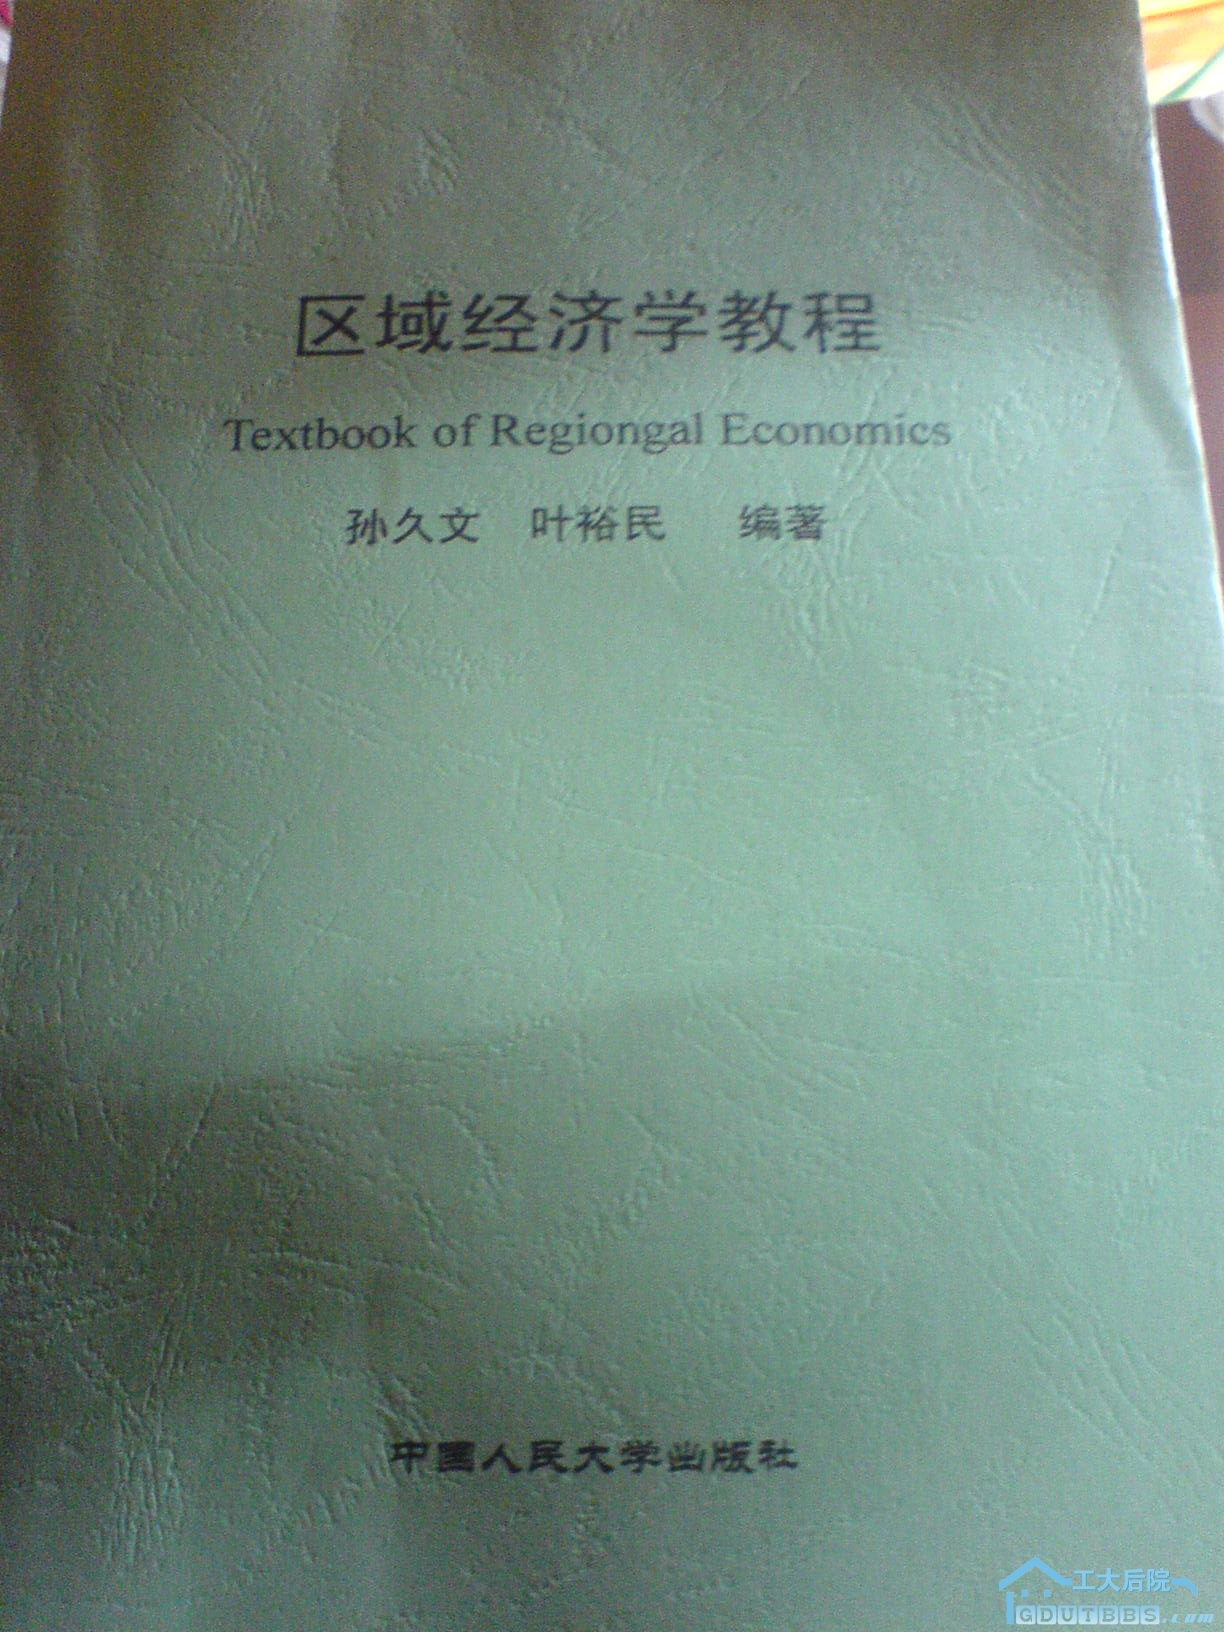 区域经济学教程
Textbook of Regiongal Economics
孙久文 叶裕民 编著
中国人民大学出版社
工大后院
GDUTBBS.com